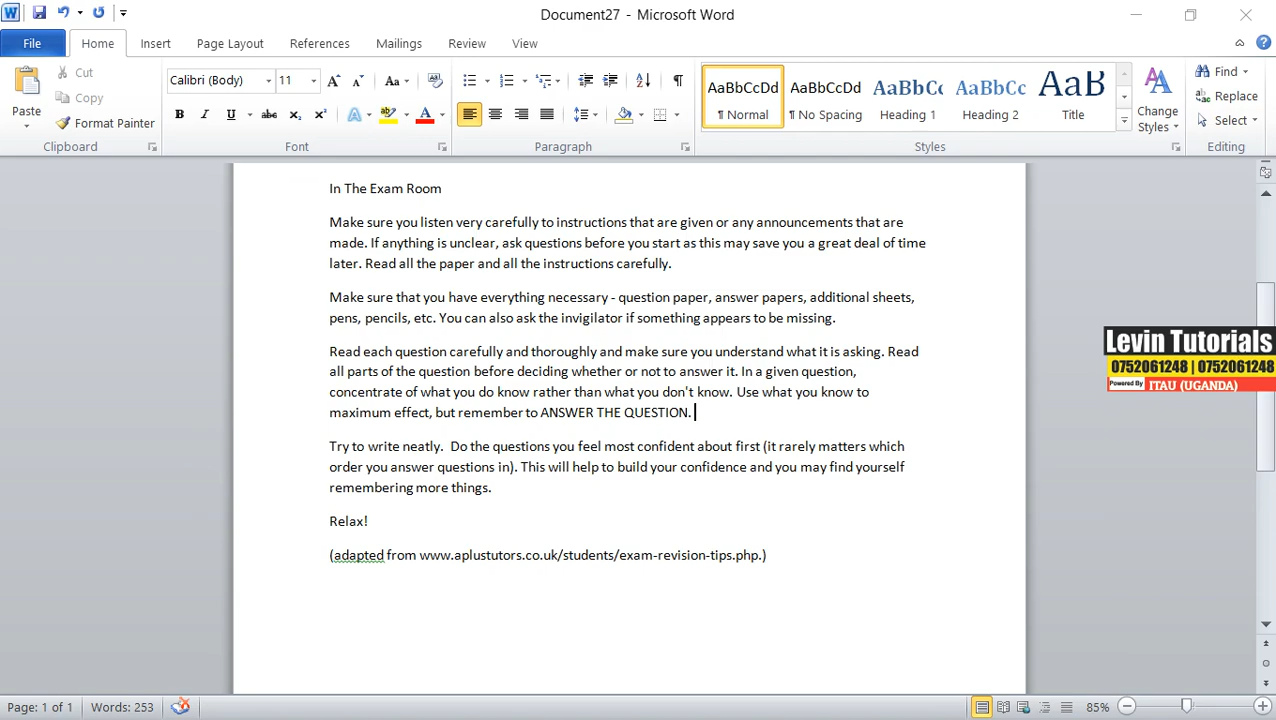 Document27 - Microsoft Word
File Home Insert Page Layout References Mailings Review View
Cut
Copy
Format Painter
Paste
Clipboard
Calibri (Body) 11
Font
Paragraph
AaBbCcDd ¶ Normal
AaBbCcDd ¶ No Spacing
AaBbCc Heading 1
AaBbCc Heading 2
AaB Title
Change Styles
Styles
Find
Replace
Select
Editing
In The Exam Room
Make sure you listen very carefully to instructions that are given or any announcements that are
made. If anything is unclear, ask questions before you start as this may save you a great deal of time
later. Read all the paper and all the instructions carefully.
Make sure that you have everything necessary - question paper, answer papers, additional sheets,
pens, pencils, etc. You can also ask the invigilator if something appears to be missing.
Read each question carefully and thoroughly and make sure you understand what it is asking. Read
all parts of the question before deciding whether or not to answer it. In a given question,
concentrate of what you do know rather than what you don't know. Use what you know to
maximum effect, but remember to ANSWER THE QUESTION.
Try to write neatly.  Do the questions you feel most confident about first (it rarely matters which
order you answer questions in). This will help to build your confidence and you may find yourself
remembering more things.
Relax!
(adapted from www.aplustutors.co.uk/students/exam-revision-tips.php.)
Levin Tutorials
0752061248 | 0752061248
Powered By ITAU (UGANDA)
Page: 1 of 1 Words: 253 85%